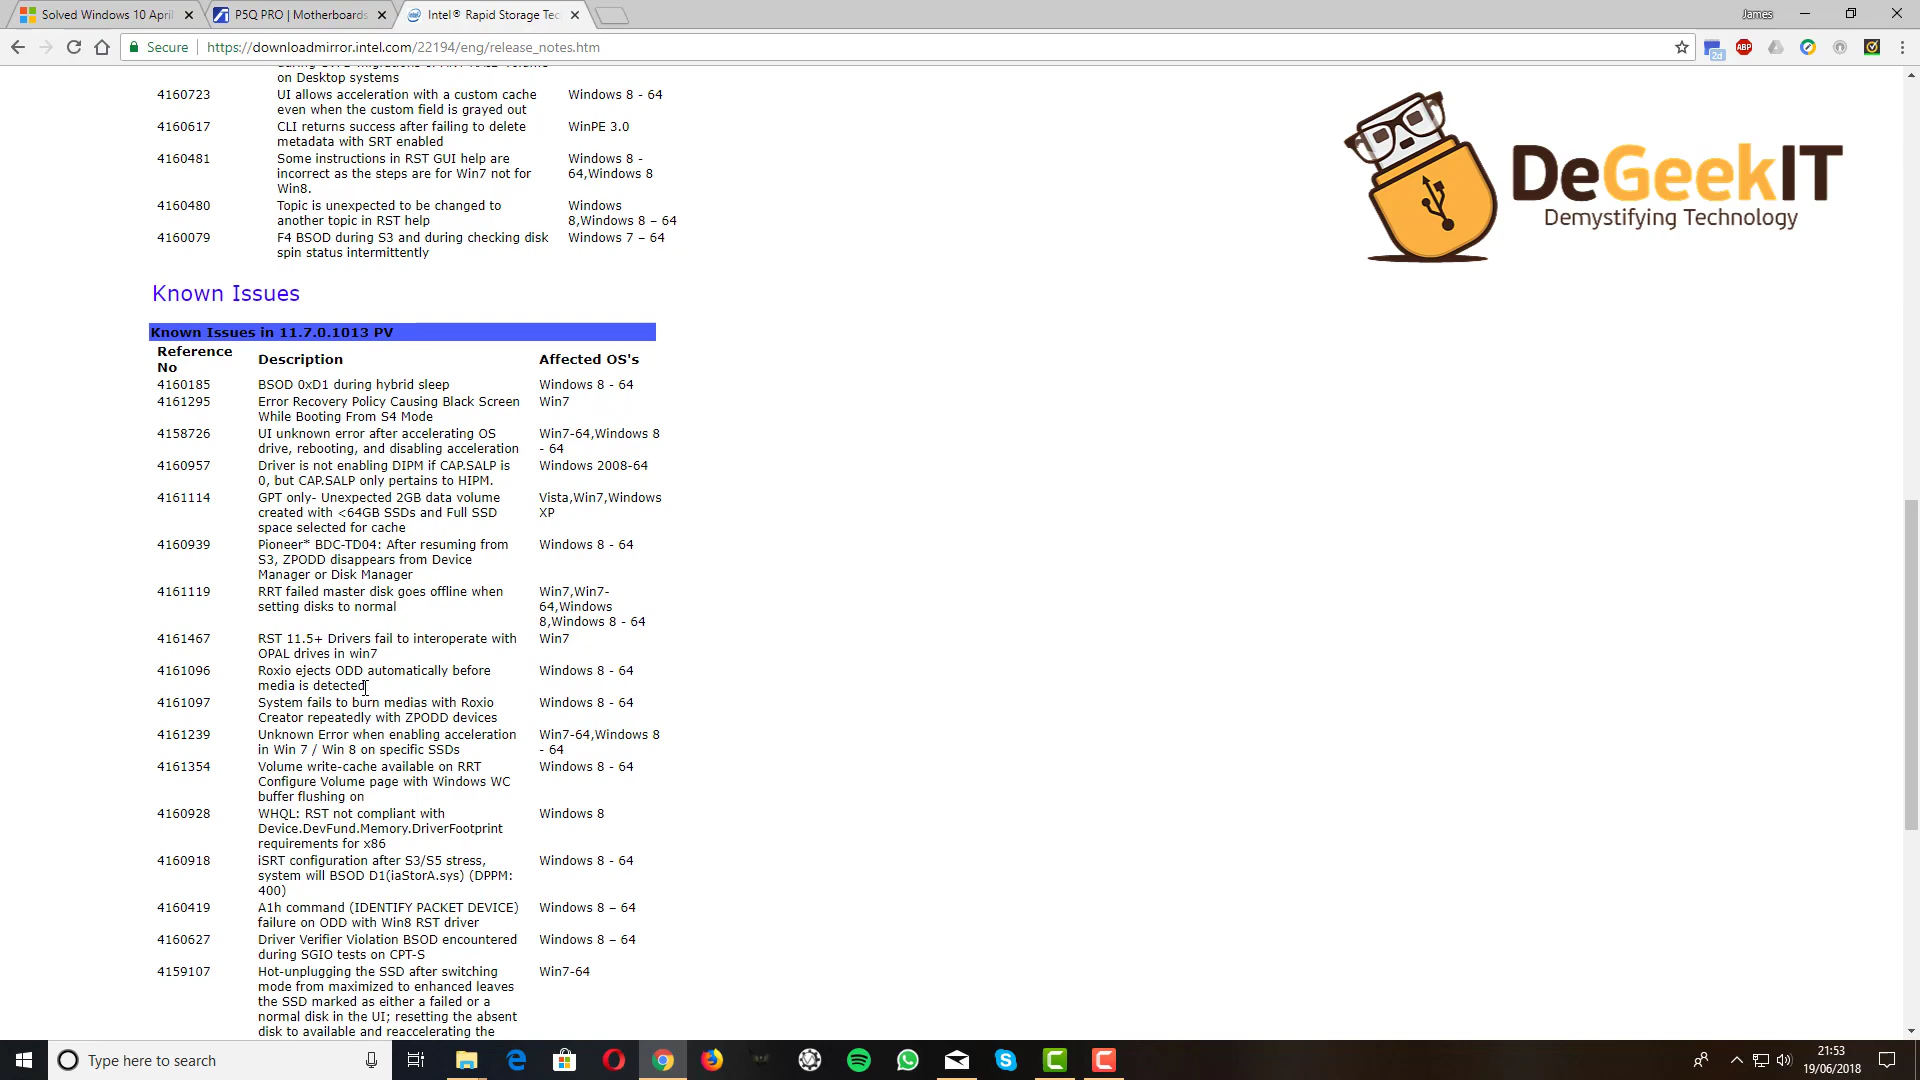 Solved Windows 10 April
P5Q PRO | Motherboards
Intel® Rapid Storage Tec
James
Secure
https://downloadmirror.intel.com/22194/eng/release_notes.htm
2d
ABP
on Desktop systems
4160723 UI allows acceleration with a custom cache Windows 8 - 64
even when the custom field is grayed out
4160617 CLI returns success after failing to delete WinPE 3.0
metadata with SRT enabled
4160481 Some instructions in RST GUI help are Windows 8 -
incorrect as the steps are for Win7 not for 64,Windows 8
Win8.
4160480 Topic is unexpected to be changed to Windows
another topic in RST help 8,Windows 8 – 64
4160079 F4 BSOD during S3 and during checking disk Windows 7 – 64
spin status intermittently
DeGeekIT
Demystifying Technology
Known Issues
Known Issues in 11.7.0.1013 PV
Reference
No Description Affected OS's
4160185 BSOD 0xD1 during hybrid sleep Windows 8 - 64
4161295 Error Recovery Policy Causing Black Screen Win7
While Booting From S4 Mode
4158726 UI unknown error after accelerating OS Win7-64,Windows 8
drive, rebooting, and disabling acceleration - 64
4160957 Driver is not enabling DIPM if CAP.SALP is Windows 2008-64
0, but CAP.SALP only pertains to HIPM.
4161114 GPT only- Unexpected 2GB data volume Vista,Win7,Windows
created with <64GB SSDs and Full SSD XP
space selected for cache
4160939 Pioneer* BDC-TD04: After resuming from Windows 8 - 64
S3, ZPODD disappears from Device
Manager or Disk Manager
4161119 RRT failed master disk goes offline when Win7,Win7-
setting disks to normal 64,Windows
8,Windows 8 - 64
4161467 RST 11.5+ Drivers fail to interoperate with Win7
OPAL drives in win7
4161096 Roxio ejects ODD automatically before Windows 8 - 64
media is detected
4161097 System fails to burn medias with Roxio Windows 8 - 64
Creator repeatedly with ZPODD devices
4161239 Unknown Error when enabling acceleration Win7-64,Windows 8
in Win 7 / Win 8 on specific SSDs - 64
4161354 Volume write-cache available on RRT Windows 8 - 64
Configure Volume page with Windows WC
buffer flushing on
4160928 WHQL: RST not compliant with Windows 8
Device.DevFund.Memory.DriverFootprint
requirements for x86
4160918 iSRT configuration after S3/S5 stress, Windows 8 - 64
system will BSOD D1(iaStorA.sys) (DPPM:
400)
4160419 A1h command (IDENTIFY PACKET DEVICE) Windows 8 – 64
failure on ODD with Win8 RST driver
4160627 Driver Verifier Violation BSOD encountered Windows 8 – 64
during SGIO tests on CPT-S
4159107 Hot-unplugging the SSD after switching Win7-64
mode from maximized to enhanced leaves
the SSD marked as either a failed or a
normal disk in the UI; resetting the absent
disk to available and reaccelerating the
Type here to search
21:53
19/06/2018